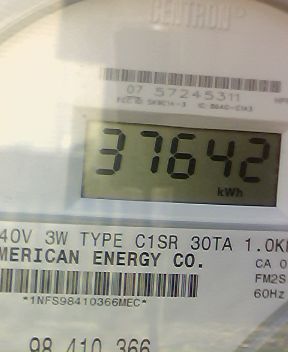 CENTRON
07 57245311
37642
kWh
40V 3W TYPE C1SR 30TA 1.0K
MERICAN ENERGY CO.
CA 0
FM2S
60Hz
*1NFS98410366MEC*
98 410 366